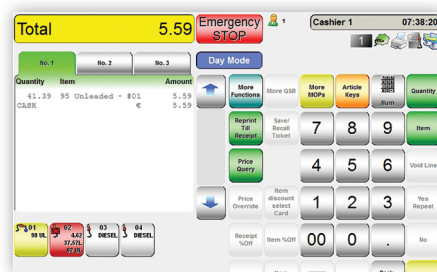 Total 5.59
Emergency STOP
1
Cashier 1 07:38:20
1
No.1 No.2 No.3
Day Mode
Quantity Item Amount
41.39 95 Unleaded - #01 5.59
CASH € 5.59
More Functions
More QSR
More MOPs
Article Keys
Num
Quantity
Reprint Till Receipt
Save/ Recall Ticket
7
8
9
Item
Price Query
4
5
6
Void Line
Price Override
Item discount select Card
1
2
3
Yes Repeat
Receipt %Off
Item %Off
00
0
.
No
01
98 UL
02
4.62
37.57L
92 UL
03
DIESEL
04
DIESEL